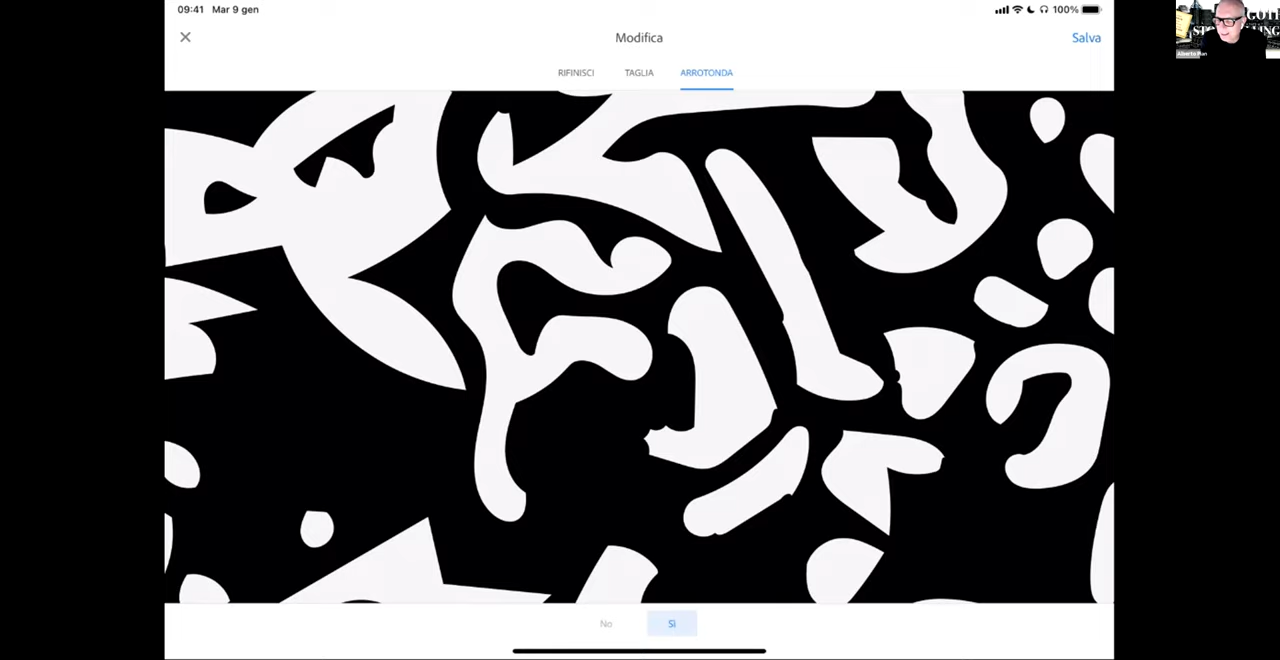 09:41 Mar 9 gen
100%
Modifica
Salva
RIFINISCI TAGLIA ARROTONDA
No Sì